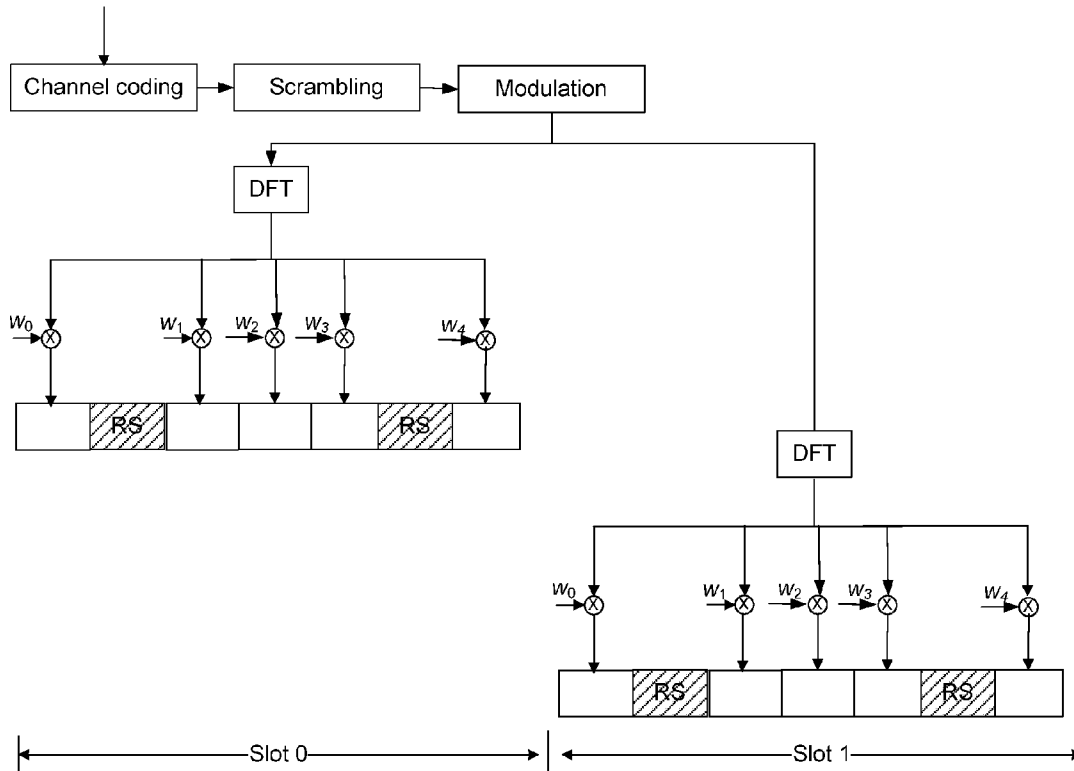 Channel coding
Scrambling
Modulation
DFT
w0 w1 w2 w3 w4
X X X X X
RS RS
DFT
w0 w1 w2 w3 w4
X X X X X
RS RS
Slot 0 Slot 1